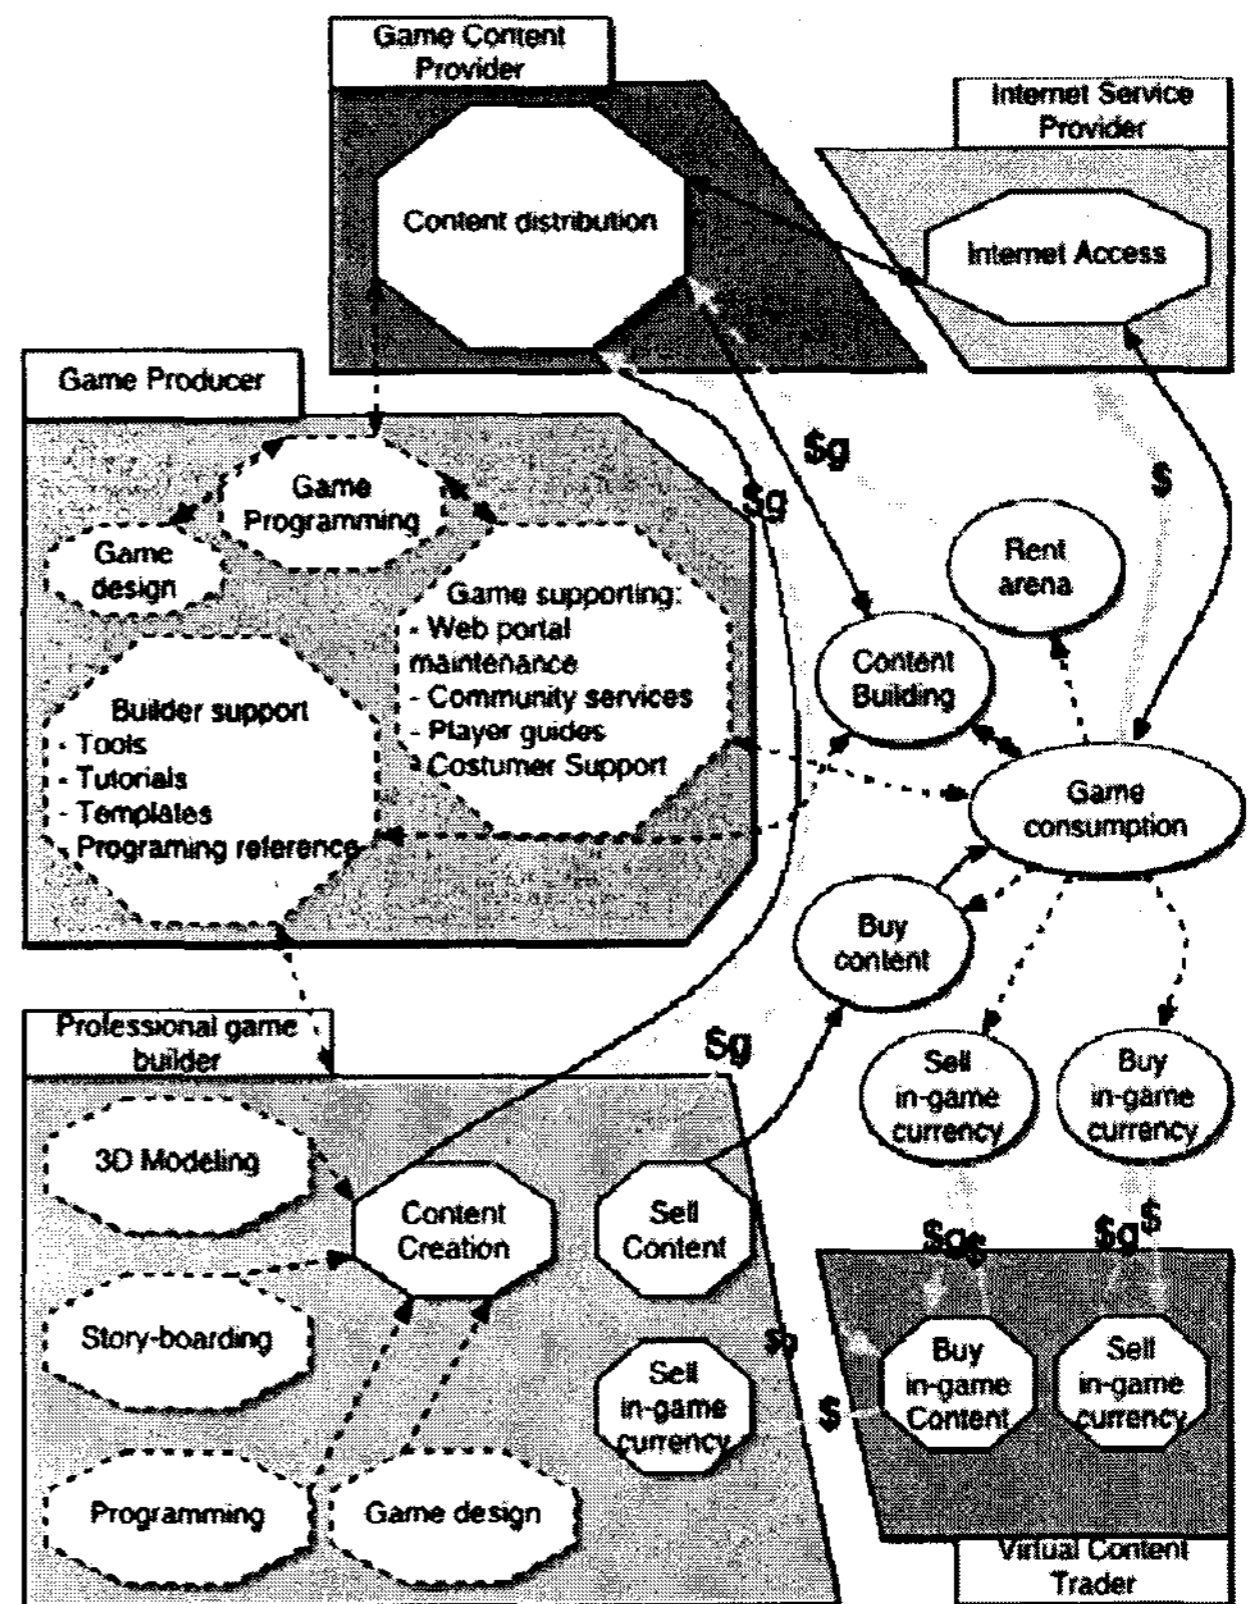 Game Content
Provider
Internet Service
Provider
Content distribution
Internet Access
Game Producer
$g
$
$g
Game
Programming
Game
design
Rent
arena
Game supporting:
- Web portal
maintenance
- Community services
- Player guides
- Costumer Support
Content
Building
Builder support
- Tools
- Tutorials
- Templates
- Programing reference
Game
consumption
Buy
content
Professional game
builder
$g
Sell
in-game
currency
Buy
in-game
currency
3D Modeling
Content
Creation
Sell
Content
$g
$
$g
$
Story-boarding
$g
Sell
in-game
currency
$
Buy
in-game
Content
Sell
in-game
currency
Programming
Game design
Virtual Content
Trader